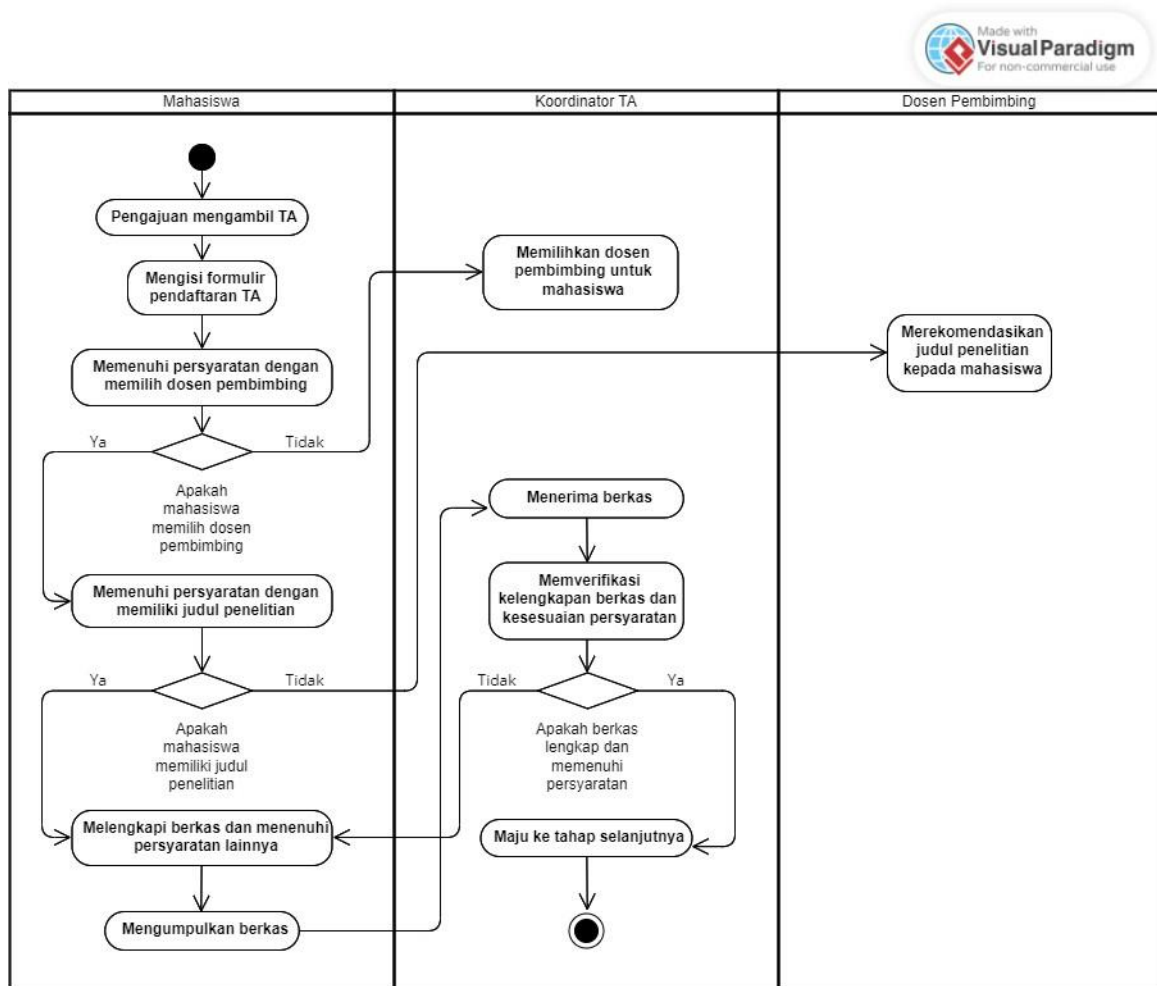 Made with
Visual Paradigm
For non-commercial use
Mahasiswa
Koordinator TA
Dosen Pembimbing
Pengajuan mengambil TA
Mengisi formulir
pendaftaran TA
Memenuhi persyaratan dengan
memilih dosen pembimbing
Ya
Tidak
Apakah
mahasiswa
memilih dosen
pembimbing
Memilihkan dosen
pembimbing untuk
mahasiswa
Merekomendasikan
judul penelitian
kepada mahasiswa
Memenuhi persyaratan dengan
memiliki judul penelitian
Ya
Tidak
Apakah
mahasiswa
memiliki judul
penelitian
Melengkapi berkas dan menenuhi
persyaratan lainnya
Mengumpulkan berkas
Menerima berkas
Memverifikasi
kelengkapan berkas dan
kesesuaian persyaratan
Tidak
Ya
Apakah berkas
lengkap dan
memenuhi
persyaratan
Maju ke tahap selanjutnya